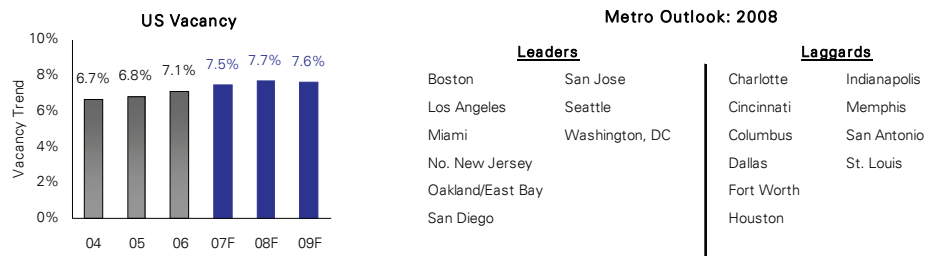 US Vacancy
Vacancy Trend
10%
8%
6%
4%
2%
0%
6.7%
6.8%
7.1%
7.5%
7.7%
7.6%
04
05
06
07F
08F
09F
Metro Outlook: 2008
Leaders
Boston
Los Angeles
Miami
No. New Jersey
Oakland/East Bay
San Diego
San Jose
Seattle
Washington, DC
Laggards
Charlotte
Cincinnati
Columbus
Dallas
Fort Worth
Houston
Indianapolis
Memphis
San Antonio
St. Louis